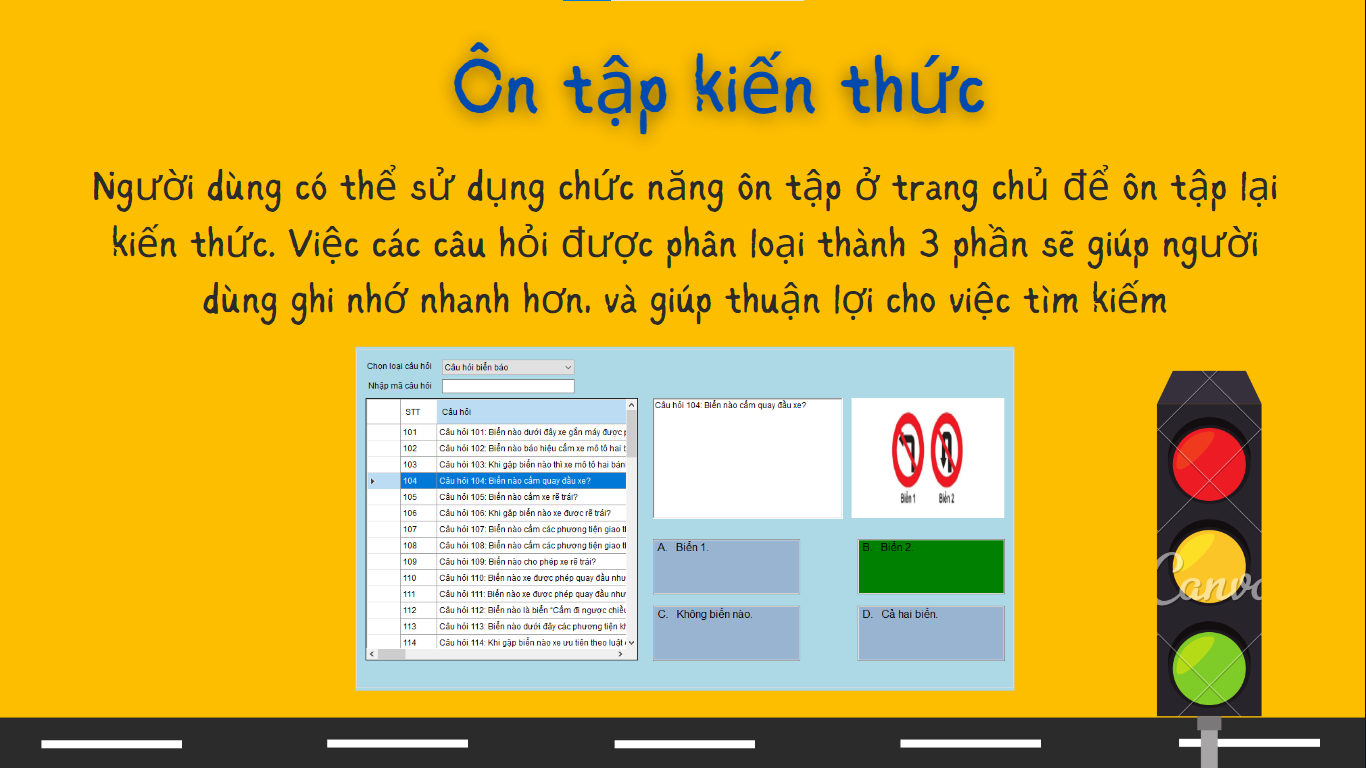 Ôn tập kiến thức
Người dùng có thể sử dụng chức năng ôn tập ở trang chủ để ôn tập lại
kiến thức. Việc các câu hỏi được phân loại thành 3 phần sẽ giúp người
dùng ghi nhớ nhanh hơn. và giúp thuận lợi cho việc tìm kiếm
Chọn loại câu hỏi
Câu hỏi biển báo
Nhập mã câu hỏi
STT Câu hỏi
101 Câu hỏi 101: Biển nào dưới đây xe gắn máy được p
102 Câu hỏi 102: Biển nào báo hiệu cấm xe mô tô hai b
103 Câu hỏi 103: Khi gặp biển nào thì xe mô tô hai bán
104 Câu hỏi 104: Biển nào cấm quay đầu xe?
105 Câu hỏi 105: Biển nào cấm xe rẽ trái?
106 Câu hỏi 106: Khi gặp biển nào xe được rẽ trái?
107 Câu hỏi 107: Biển nào cấm các phương tiện giao th
108 Câu hỏi 108: Biển nào cấm các phương tiện giao th
109 Câu hỏi 109: Biển nào cho phép xe rẽ trái?
110 Câu hỏi 110: Biển nào xe được phép quay đầu như
111 Câu hỏi 111: Biển nào xe được phép quay đầu như
112 Câu hỏi 112: Biển nào là biển “Cấm đi ngược chiều
113 Câu hỏi 113: Biển nào dưới đây các phương tiện kh
114 Câu hỏi 114: Khi gặp biển nào xe ưu tiên theo luật
Câu hỏi 104: Biển nào cấm quay đầu xe?
Biển 1 Biển 2
A. Biển 1.
B. Biển 2.
C. Không biển nào.
D. Cả hai biển.
Canva